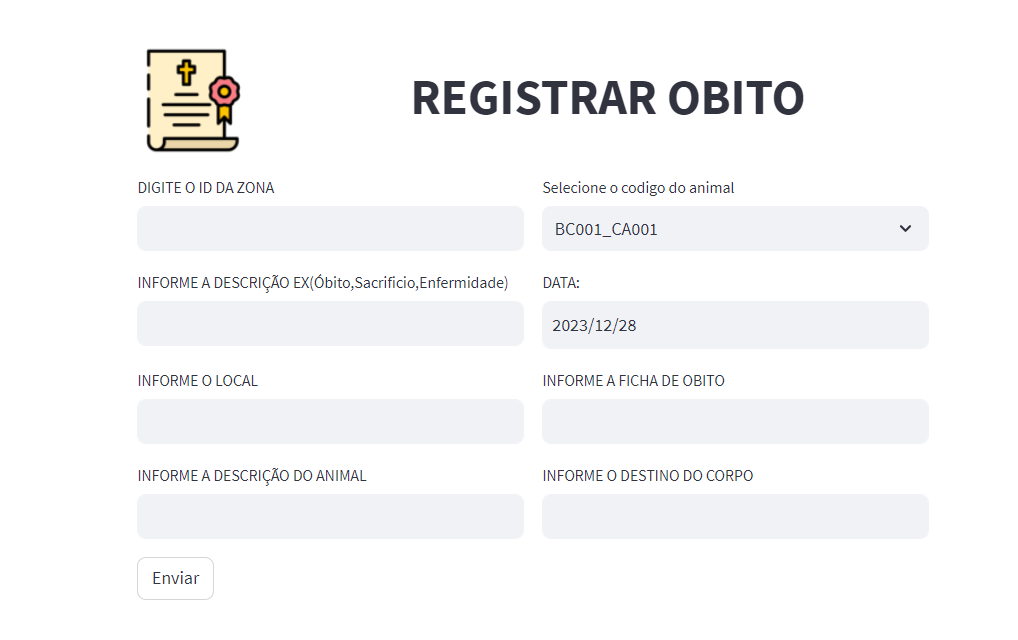 REGISTRAR OBITO
DIGITE O ID DA ZONA
Selecione o codigo do animal
BC001_CA001
INFORME A DESCRIÇÃO EX(Óbito,Sacrificio,Enfermidade)
DATA:
2023/12/28
INFORME O LOCAL
INFORME A FICHA DE OBITO
INFORME A DESCRIÇÃO DO ANIMAL
INFORME O DESTINO DO CORPO
Enviar